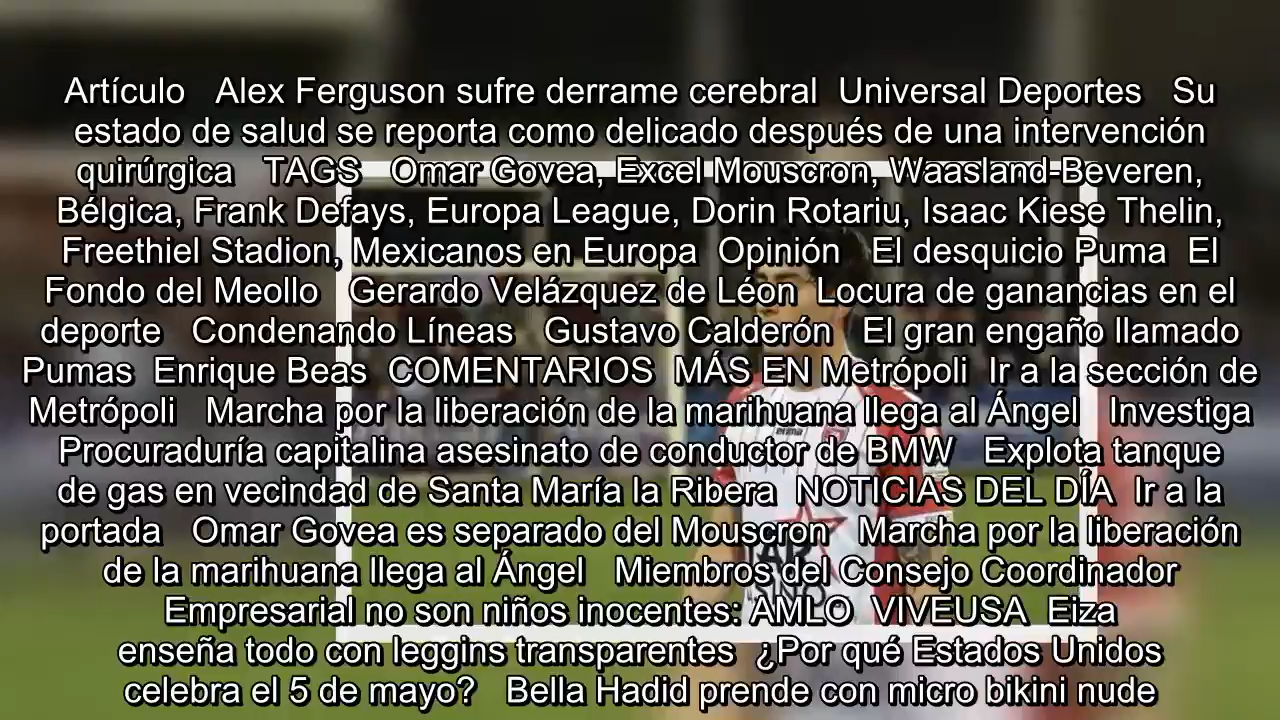 Artículo Alex Ferguson sufre derrame cerebral Universal Deportes Su
estado de salud se reporta como delicado después de una intervención
quirúrgica TAGS Omar Govea, Excel Mouscron, Waasland-Beveren,
Bélgica, Frank Defays, Europa League, Dorin Rotariu, Isaac Kiese Thelin,
Freethiel Stadion, Mexicanos en Europa Opinión El desquicio Puma El
Fondo del Meollo Gerardo Velázquez de Léon Locura de ganancias en el
deporte Condenando Líneas Gustavo Calderón El gran engaño llamado
Pumas Enrique Beas COMENTARIOS MÁS EN Metrópoli Ir a la sección de
Metrópoli Marcha por la liberación de la marihuana llega al Ángel Investiga
Procuraduría capitalina asesinato de conductor de BMW Explota tanque
de gas en vecindad de Santa María la Ribera NOTICIAS DEL DÍA Ir a la
portada Omar Govea es separado del Mouscron Marcha por la liberación
de la marihuana llega al Ángel Miembros del Consejo Coordinador
Empresarial no son niños inocentes: AMLO VIVEUSA Eiza
enseña todo con leggins transparentes ¿Por qué Estados Unidos
celebra el 5 de mayo? Bella Hadid prende con micro bikini nude